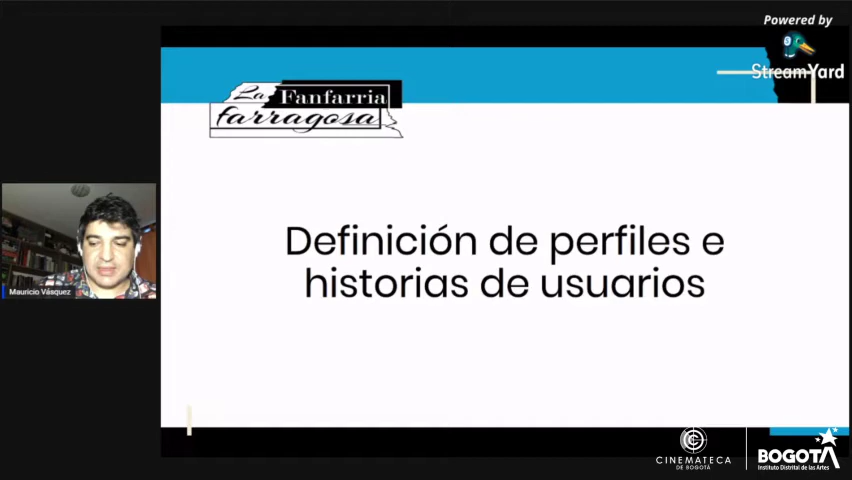 Powered by
StreamYard
La Fanfarria
farragosa
Definición de perfiles e
historias de usuarios
Mauricio Vásquez
CINEMATECA
DE BOGOTÁ
BOGOTÁ
Instituto Distrital de las Artes